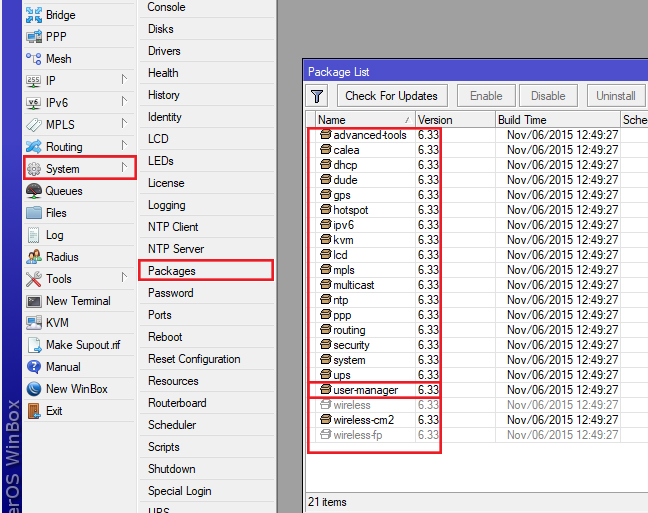 Bridge
PPP
Mesh
IP
IPv6
MPLS
Routing
System
Queues
Files
Log
Radius
Tools
New Terminal
KVM
Make Supout.rif
Manual
New WinBox
Exit
erOS WinBox
Console
Disks
Drivers
Health
History
Identity
LCD
LEDs
License
Logging
NTP Client
NTP Server
Packages
Password
Ports
Reboot
Reset Configuration
Resources
Routerboard
Scheduler
Scripts
Shutdown
Special Login
UPS
Package List
Check For Updates Enable Disable Uninstall
Name Version Build Time Sche
advanced-tools 6.33 Nov/06/2015 12:49:27
calea 6.33 Nov/06/2015 12:49:27
dhcp 6.33 Nov/06/2015 12:49:27
dude 6.33 Nov/06/2015 12:49:27
gps 6.33 Nov/06/2015 12:49:27
hotspot 6.33 Nov/06/2015 12:49:27
ipv6 6.33 Nov/06/2015 12:49:27
kvm 6.33 Nov/06/2015 12:49:27
lcd 6.33 Nov/06/2015 12:49:27
mpls 6.33 Nov/06/2015 12:49:27
multicast 6.33 Nov/06/2015 12:49:27
ntp 6.33 Nov/06/2015 12:49:27
ppp 6.33 Nov/06/2015 12:49:27
routing 6.33 Nov/06/2015 12:49:27
security 6.33 Nov/06/2015 12:49:27
system 6.33 Nov/06/2015 12:49:27
ups 6.33 Nov/06/2015 12:49:27
user-manager 6.33 Nov/06/2015 12:49:27
wireless 6.33 Nov/06/2015 12:49:27
wireless-cm2 6.33 Nov/06/2015 12:49:27
wireless-fp 6.33 Nov/06/2015 12:49:27
21 items